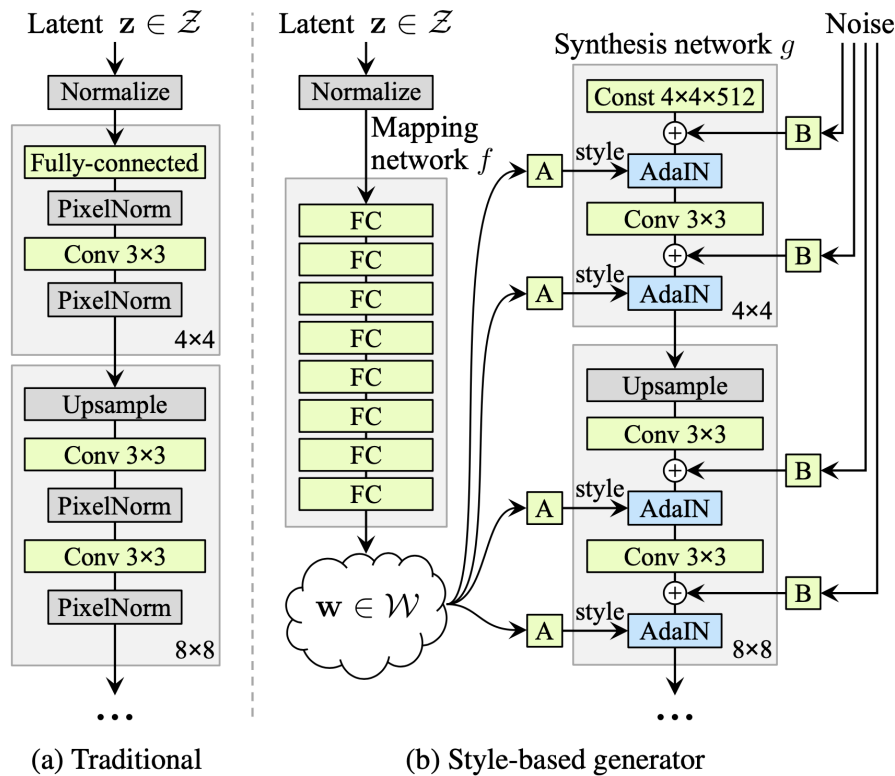 Latent z ∈ 𝒵
Normalize
Fully-connected
PixelNorm
Conv 3×3
PixelNorm
4×4
Upsample
Conv 3×3
PixelNorm
Conv 3×3
PixelNorm
8×8
...
(a) Traditional
Latent z ∈ 𝒵
Normalize
Mapping
network f
FC
FC
FC
FC
FC
FC
FC
FC
w ∈ 𝒲
Synthesis network g
Noise
Const 4×4×512
B
A
style
AdaIN
Conv 3×3
B
A
style
AdaIN
4×4
Upsample
Conv 3×3
B
A
style
AdaIN
Conv 3×3
B
A
style
AdaIN
8×8
...
(b) Style-based generator